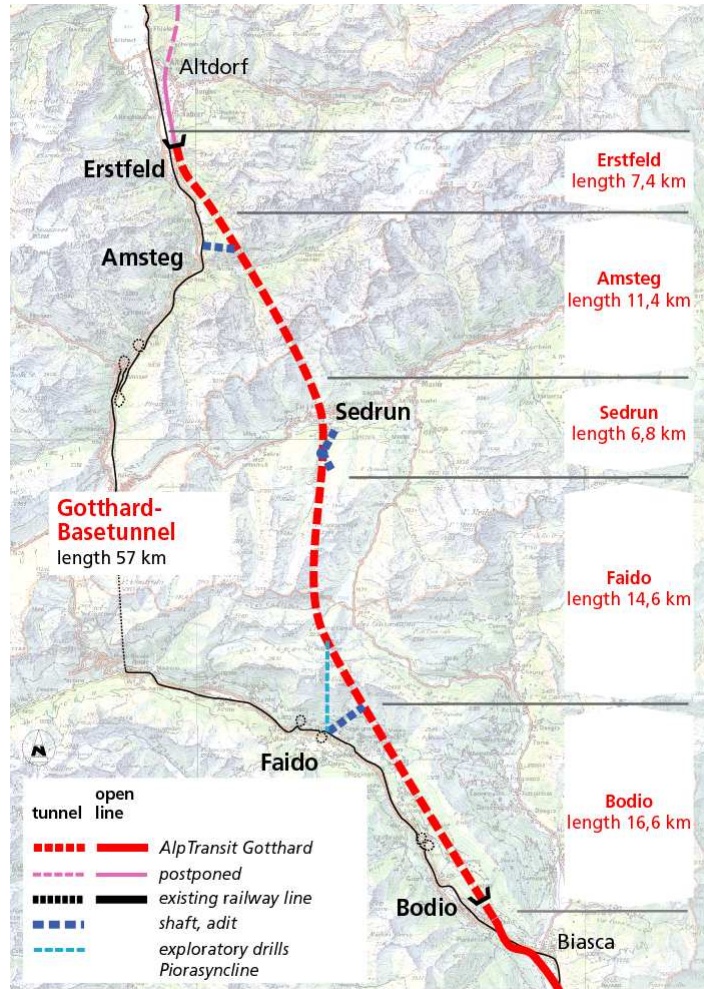 Altdorf
Erstfeld
Erstfeld
length 7,4 km
Amsteg
Amsteg
length 11,4 km
Sedrun
Sedrun
length 6,8 km
Gotthard-
Basetunnel
length 57 km
Faido
length 14,6 km
N
Faido
Bodio
length 16,6 km
Bodio
Biasca
tunnel
open
line
AlpTransit Gotthard
postponed
existing railway line
shaft, adit
exploratory drills
Piorasyncline